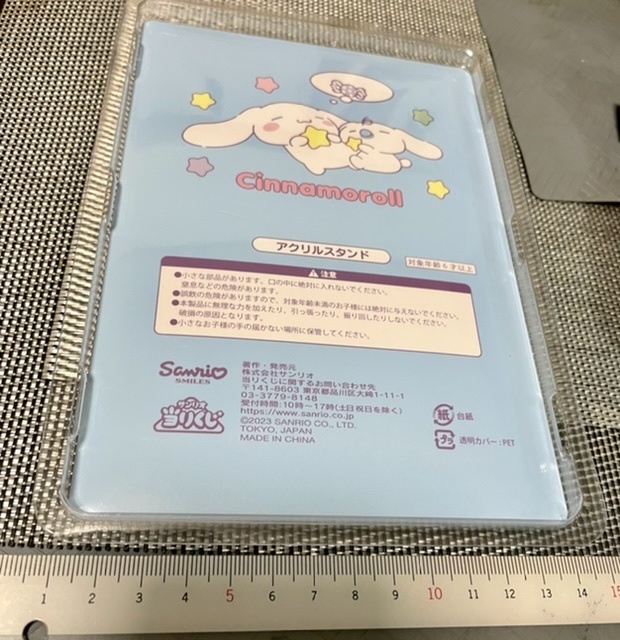 Cinnamoroll
アクリルスタンド
対象年齢6才以上
注意
●小さな部品があります。口の中に絶対に入れないでください。
窒息などの危険があります。
●誤飲の危険がありますので、対象年齢未満のお子様には絶対に与えないでください。
●本製品に無理な力を加えたり、引っ張ったり、振り回したりしないでください。
破損の原因となります。
●小さなお子様の手の届かない場所に保管してください。
Sanrio
SMILES
サンリオ
当りくじ
著作・発売元
株式会社サンリオ
当りくじに関するお問い合わせ先
〒141-8603 東京都品川区大崎1-11-1
03-3779-8148
受付時間:10時〜17時(土日祝日を除く)
https://www.sanrio.co.jp
©2023 SANRIO CO., LTD.
TOKYO, JAPAN
MADE IN CHINA
紙 台紙
プラ 透明カバー:PET
1 2 3 4 5 6 7 8 9 10 11 12 13 14 15